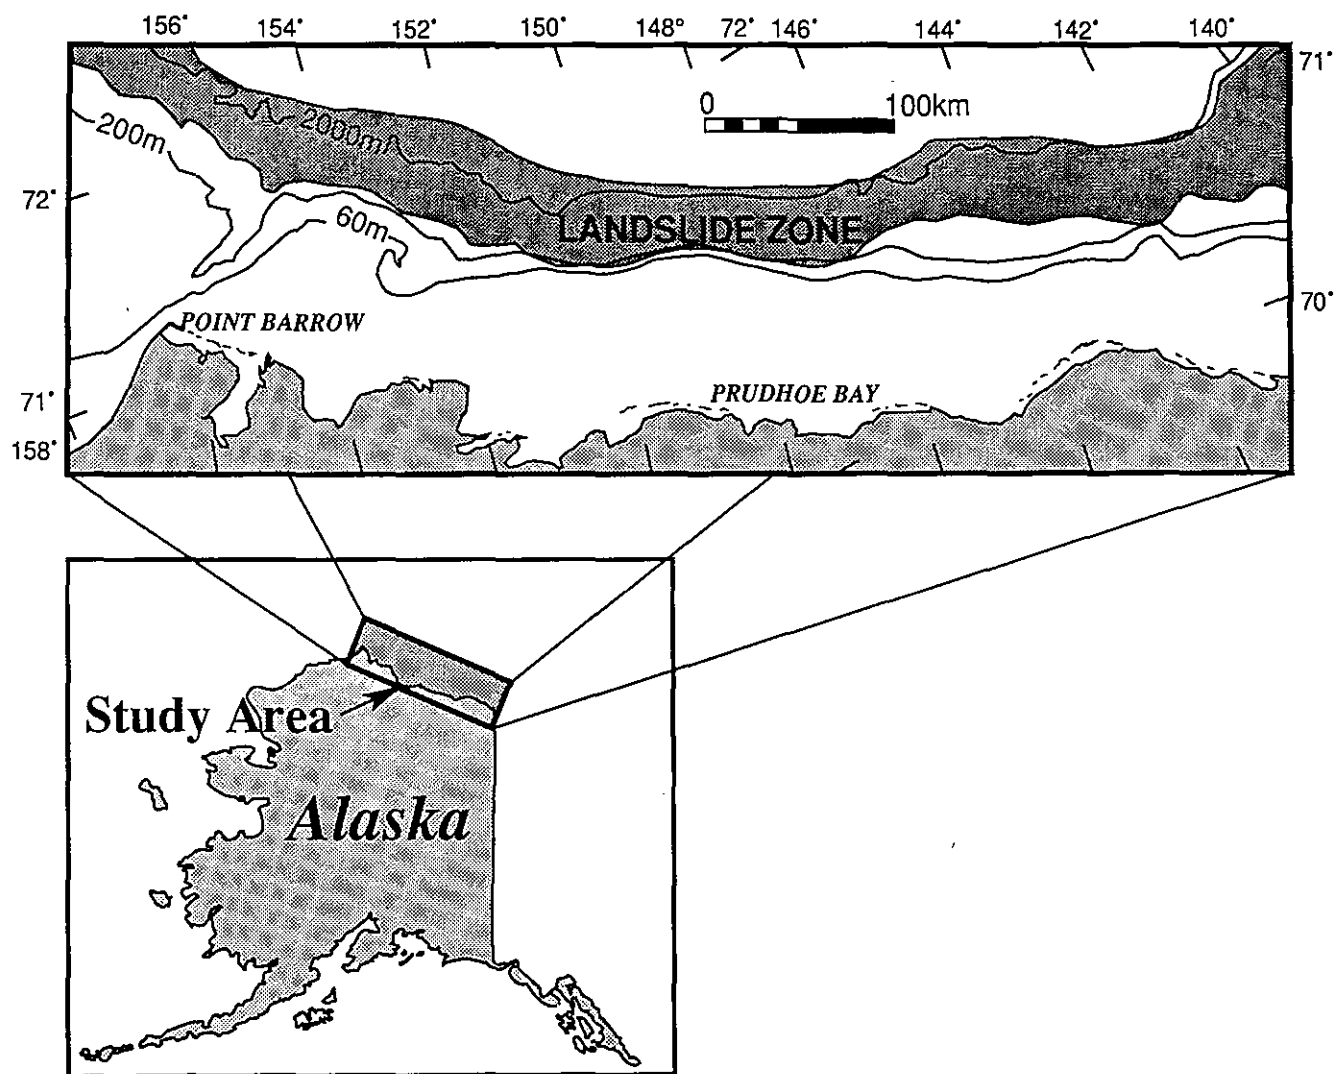 156° 154° 152° 150° 148° 72° 146° 144° 142° 140°
71°
0 100km
2000m
200m
72°
LANDSLIDE ZONE
60m
70°
POINT BARROW
PRUDHOE BAY
71°
158°
Study Area
Alaska